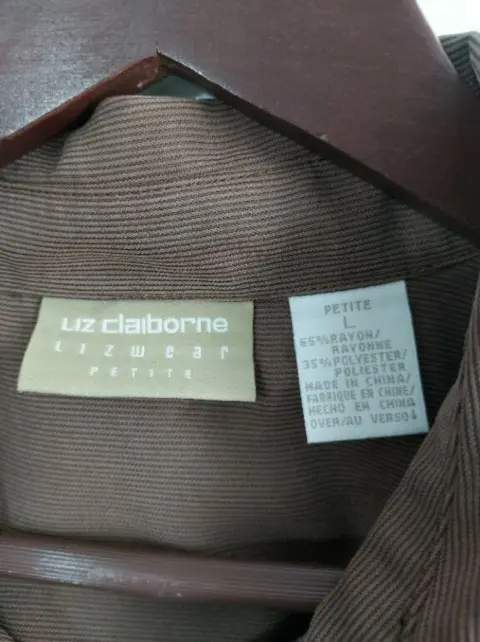 Liz claiborne
LIZWEAR
PETITE
PETITE
L
65%RAYON/
RAYONNE
35%POLYESTER/
POLIESTER
MADE IN CHINA/
FABRIQUE EN CHINE/
HECHO EN CHINA
OVER/AU VERSO↓